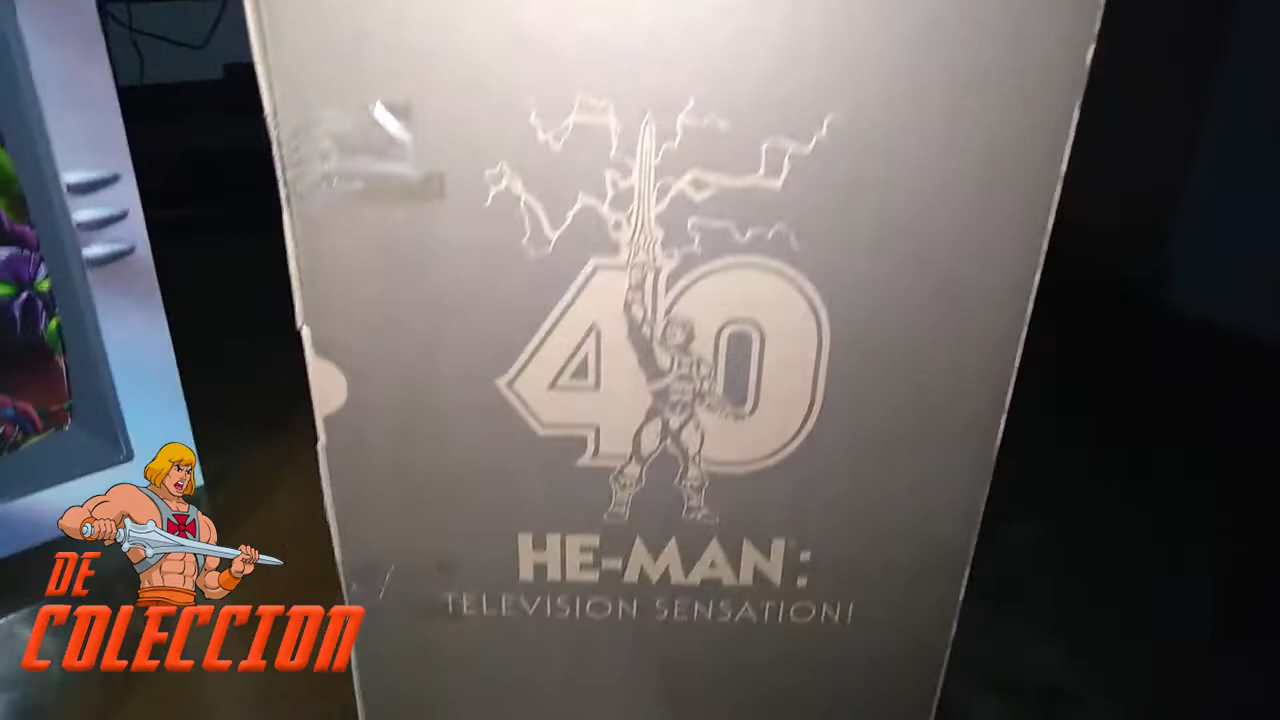 40
HE-MAN:
TELEVISION SENSATION!
DE
COLECCION